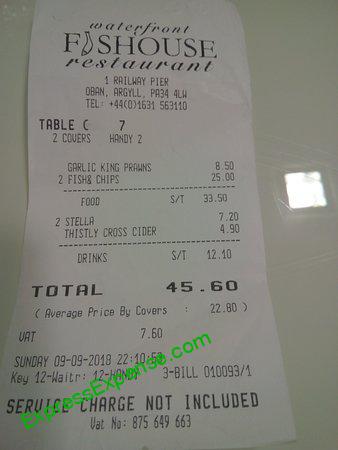 waterfront
FISHOUSE
restaurant
1 RAILWAY PIER
OBAN, ARGYLL, PA34 4LW
TEL: +44(0)1631 563110
TABLE C 7
2 COVERS HANDY 2
GARLIC KING PRAWNS 8.50
2 FISH& CHIPS 25.00
FOOD S/T 33.50
2 STELLA 7.20
THISTLY CROSS CIDER 4.90
DRINKS S/T 12.10
TOTAL 45.60
( Average Price By Covers : 22.80 )
VAT 7.60
SUNDAY 09-09-2018 22:10:
Key 12-Waitr: 12-HANDY 3-BILL 010093/1
SERVICE CHARGE NOT INCLUDED
Vat No: 875 649 663
ExpressExpense.com